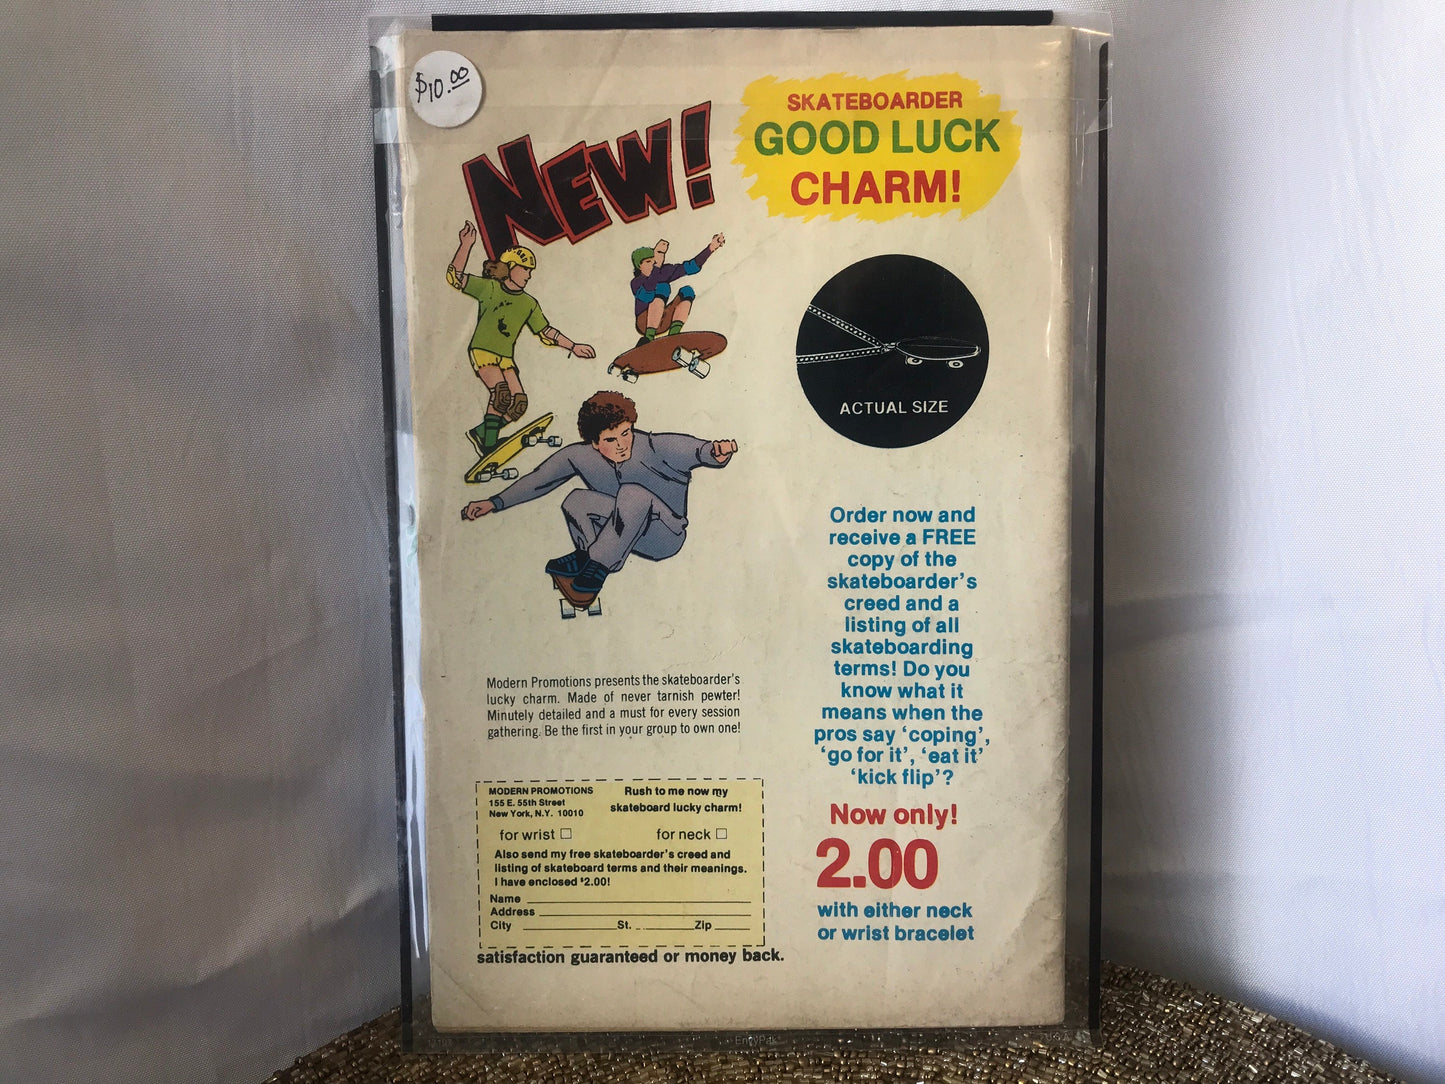 $10.00
NEW!
SKATEBOARDER
GOOD LUCK
CHARM!
ACTUAL SIZE
Order now and
receive a FREE
copy of the
skateboarder's
creed and a
listing of all
skateboarding
terms! Do you
know what it
means when the
pros say 'coping',
'go for it', 'eat it'
'kick flip'?
Now only!
2.00
with either neck
or wrist bracelet
Modern Promotions presents the skateboarder's
lucky charm. Made of never tarnish pewter!
Minutely detailed and a must for every session
gathering. Be the first in your group to own one!
MODERN PROMOTIONS
155 E. 55th Street
New York, N.Y. 10010
Rush to me now my
skateboard lucky charm!
for wrist □ for neck □
Also send my free skateboarder's creed and
listing of skateboard terms and their meanings.
I have enclosed $2.00!
Name
Address
City St. Zip
satisfaction guaranteed or money back.